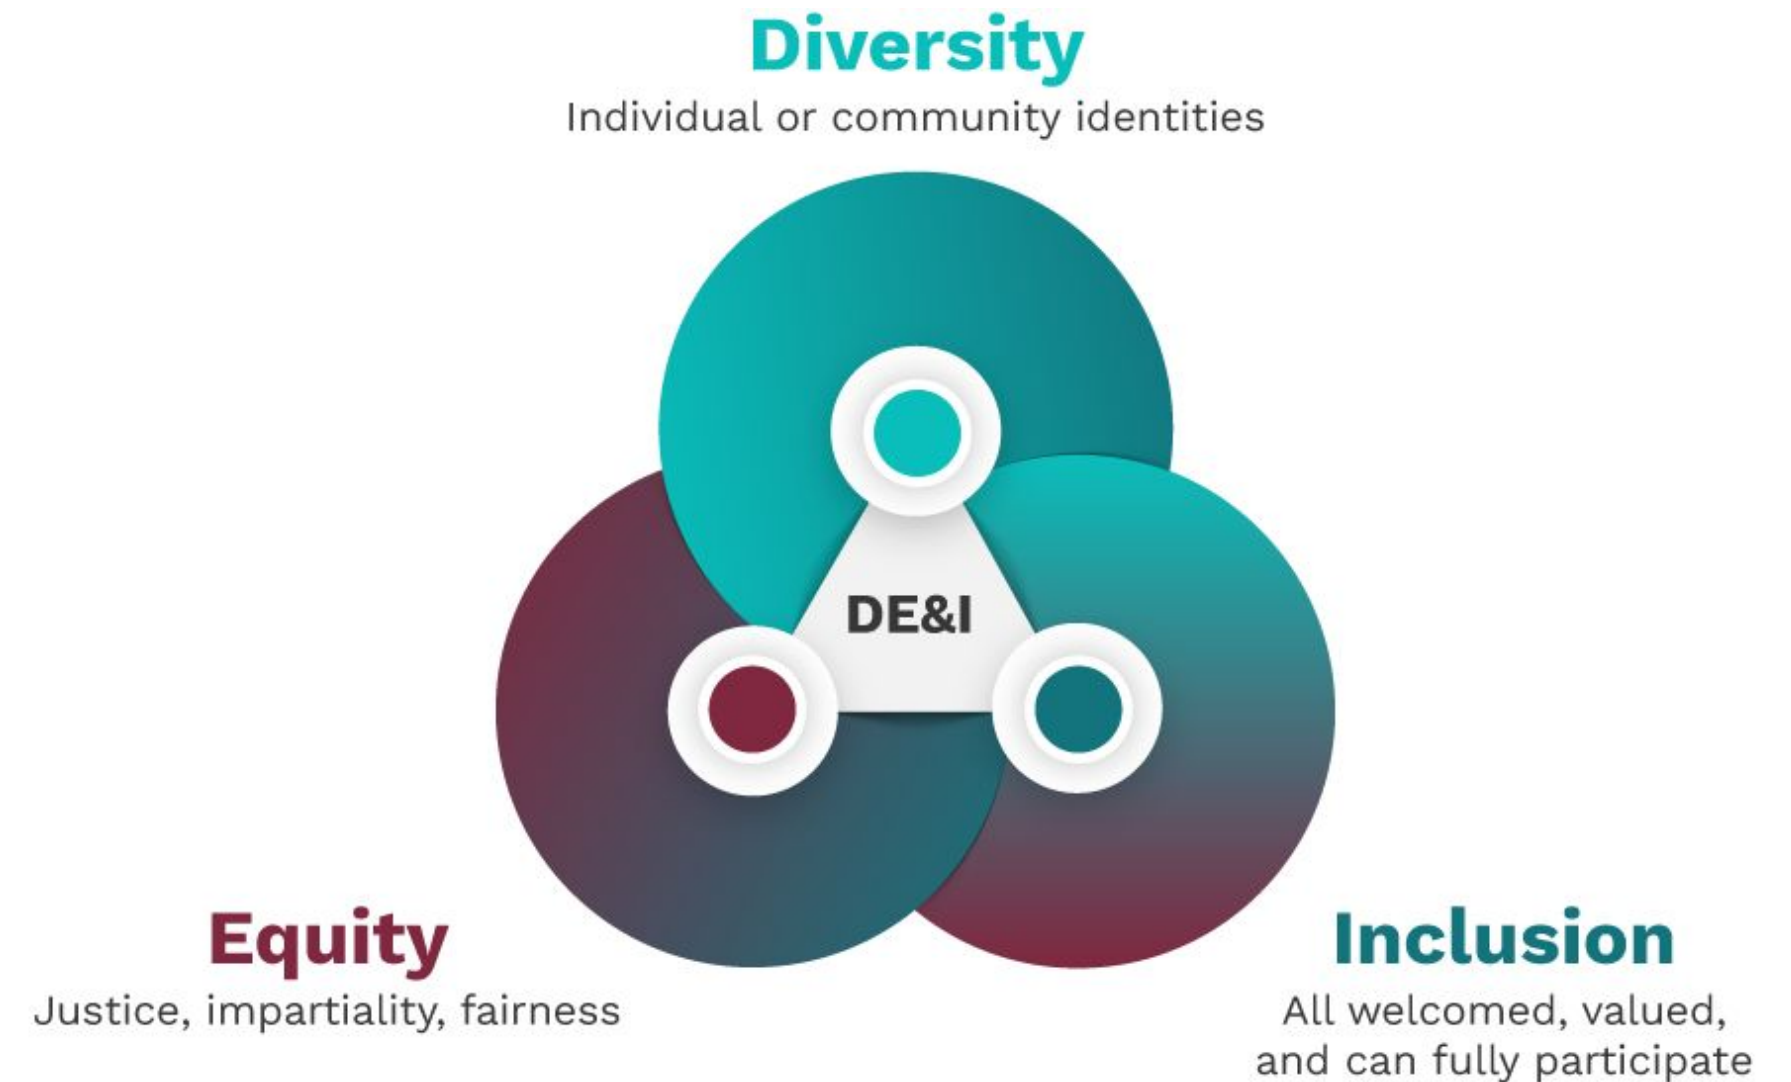 Diversity
Individual or community identities
DE&I
Equity
Justice, impartiality, fairness
Inclusion
All welcomed, valued,
and can fully participate